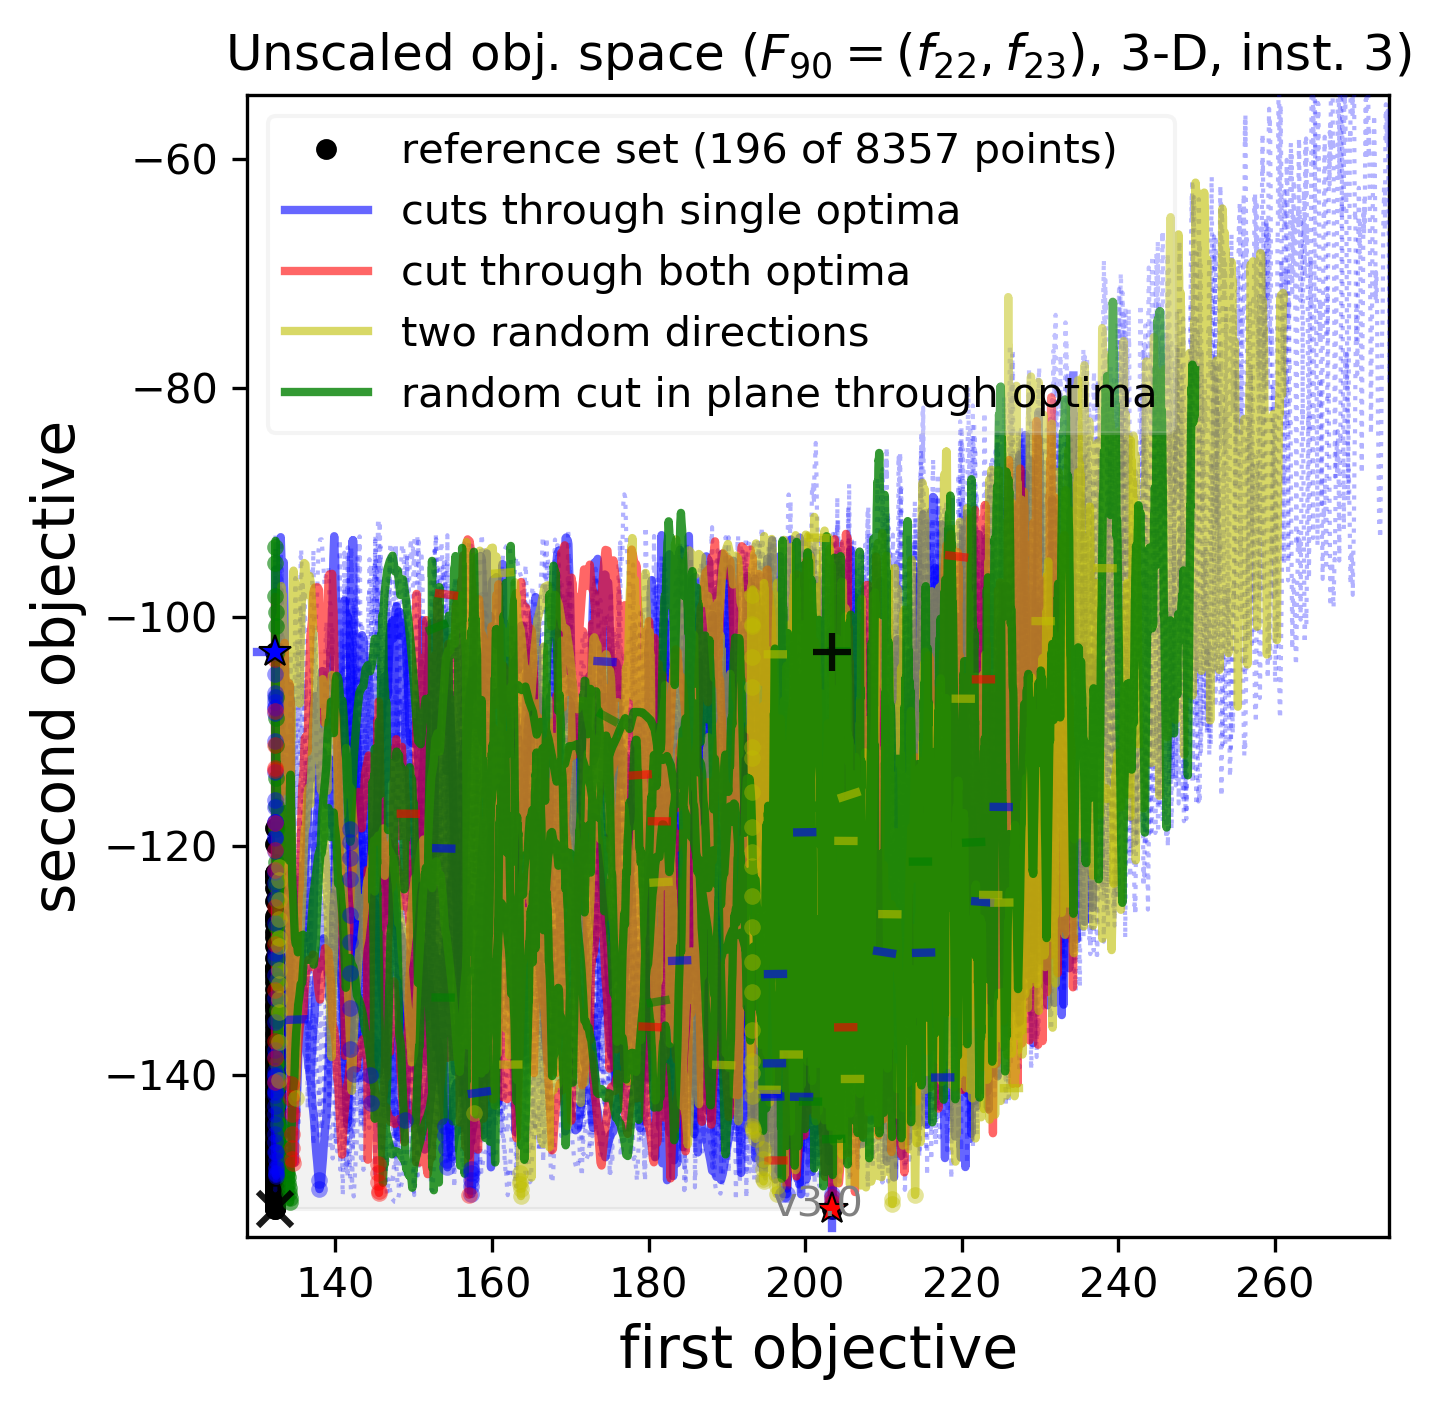 Unscaled obj. space (F₉₀ = (f₂₂, f₂₃), 3-D, inst. 3)
reference set (196 of 8357 points)
cuts through single optima
cut through both optima
two random directions
random cut in plane through optima
second objective
−60
−80
−100
−120
−140
v3.0
140 160 180 200 220 240 260
first objective